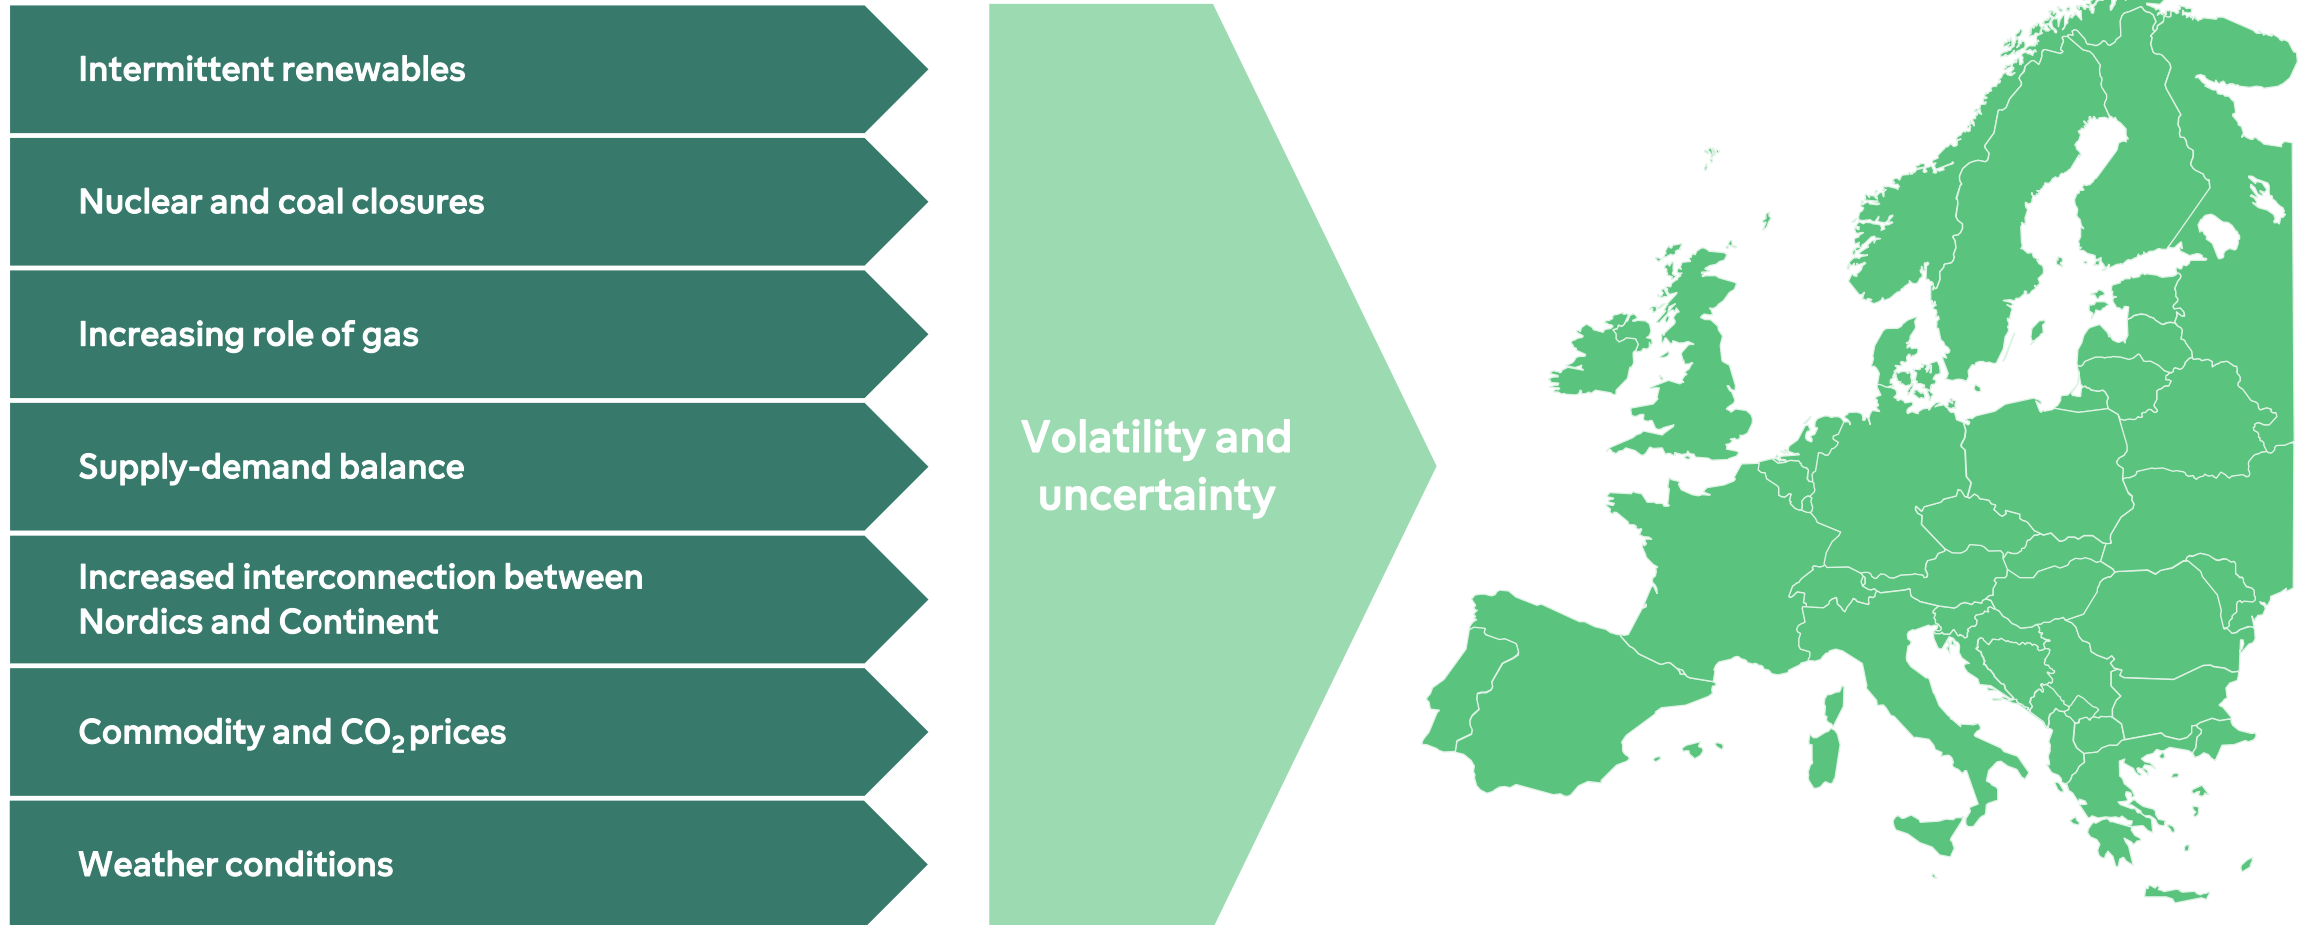 Intermittent renewables
Nuclear and coal closures
Increasing role of gas
Supply-demand balance
Increased interconnection between
Nordics and Continent
Commodity and CO₂ prices
Weather conditions
Volatility and
uncertainty